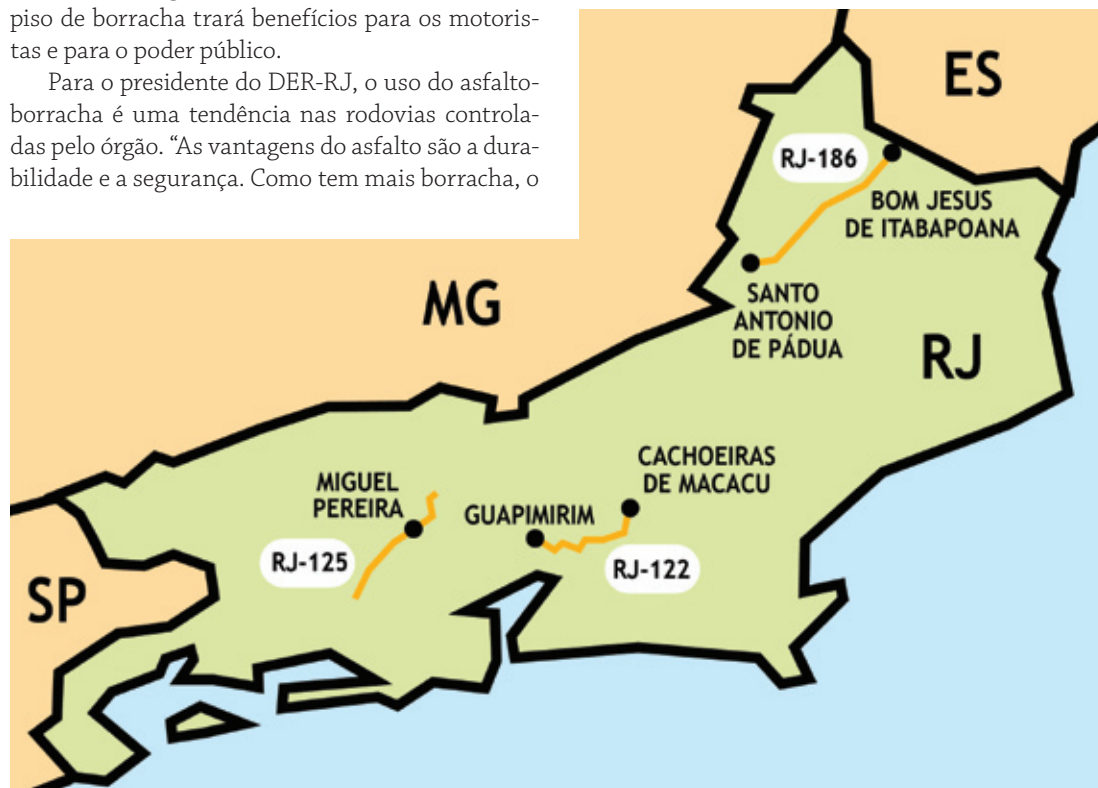 piso de borracha trará benefícios para os motoris-
tas e para o poder público.
Para o presidente do DER-RJ, o uso do asfalto-
borracha é uma tendência nas rodovias controla-
das pelo órgão. “As vantagens do asfalto são a dura-
bilidade e a segurança. Como tem mais borracha, o
ES
RJ-186
BOM JESUS
DE ITABAPOANA
MG
SANTO
ANTONIO
DE PÁDUA
RJ
CACHOEIRAS
DE MACACU
MIGUEL
PEREIRA
GUAPIMIRIM
RJ-125
RJ-122
SP